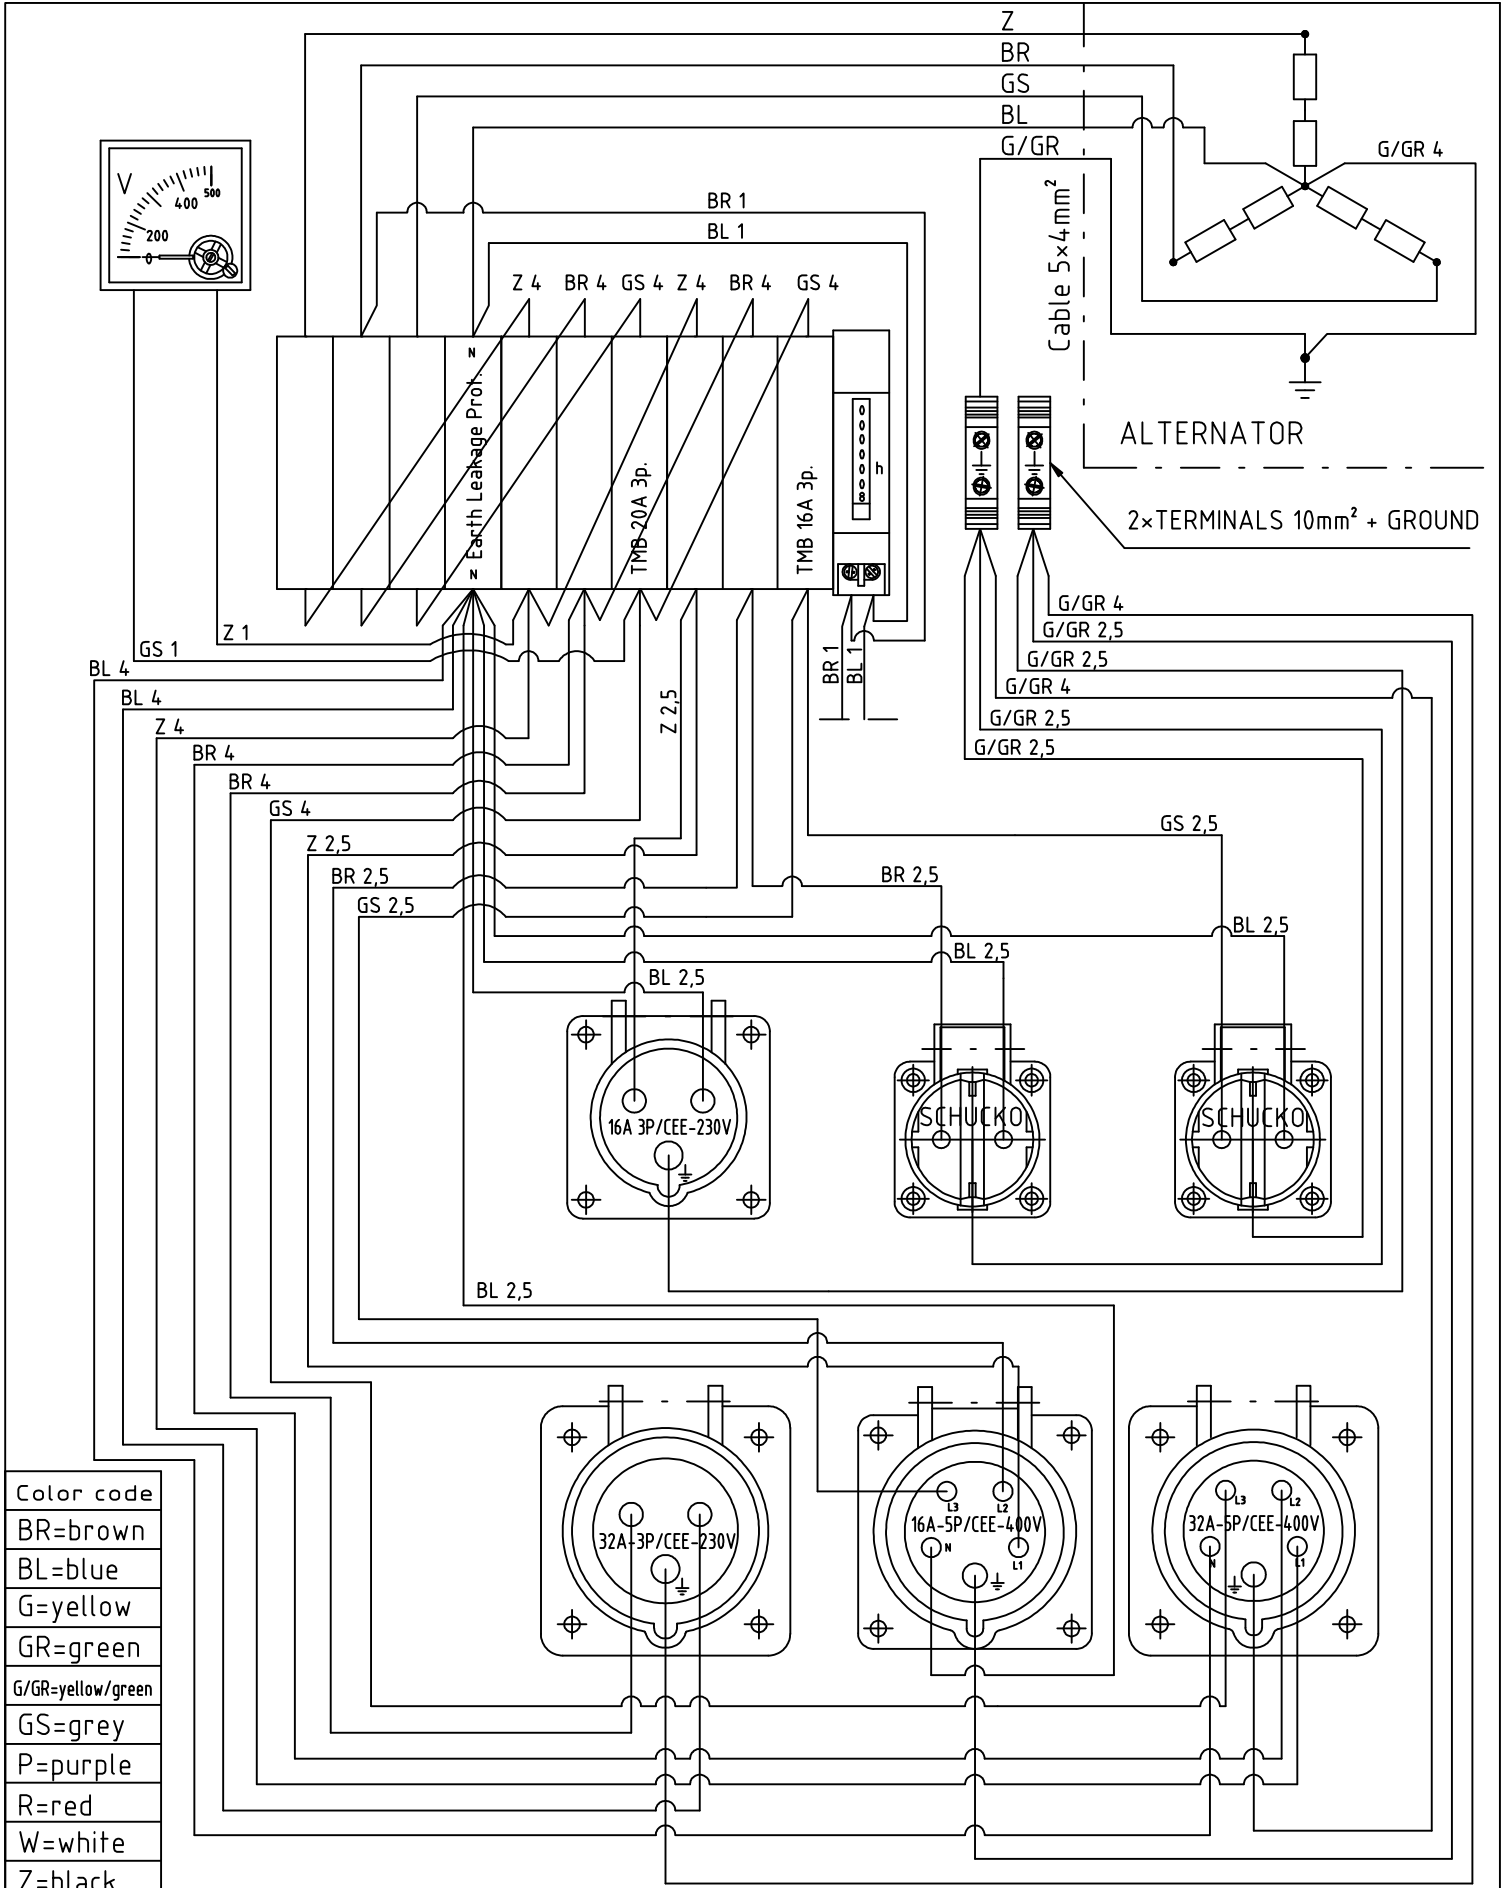 Z
BR
GS
BL
G/GR
G/GR 4
Cable 5×4mm²
V
0
200
400
500
BR 1
BL 1
Z 4
BR 4
GS 4
Z 4
BR 4
GS 4
N
Earth Leakage Prot.
N
TMB 20A 3p.
TMB 16A 3p.
0
0
0
0
0
0
8
h
ALTERNATOR
2×TERMINALS 10mm² + GROUND
Z 1
GS 1
BL 4
BL 4
Z 4
BR 4
BR 4
GS 4
Z 2,5
BR 2,5
GS 2,5
Z 2,5
BR 1
BL 1
G/GR 4
G/GR 2,5
G/GR 2,5
G/GR 4
G/GR 2,5
G/GR 2,5
GS 2,5
BR 2,5
BL 2,5
BL 2,5
BL 2,5
16A 3P/CEE-230V
SCHUCKO
SCHUCKO
BL 2,5
32A-3P/CEE-230V
L3
L2
16A-5P/CEE-400V
N
L1
L3
L2
32A-5P/CEE-400V
N
L1
Color code
BR=brown
BL=blue
G=yellow
GR=green
G/GR=yellow/green
GS=grey
P=purple
R=red
W=white
Z=black